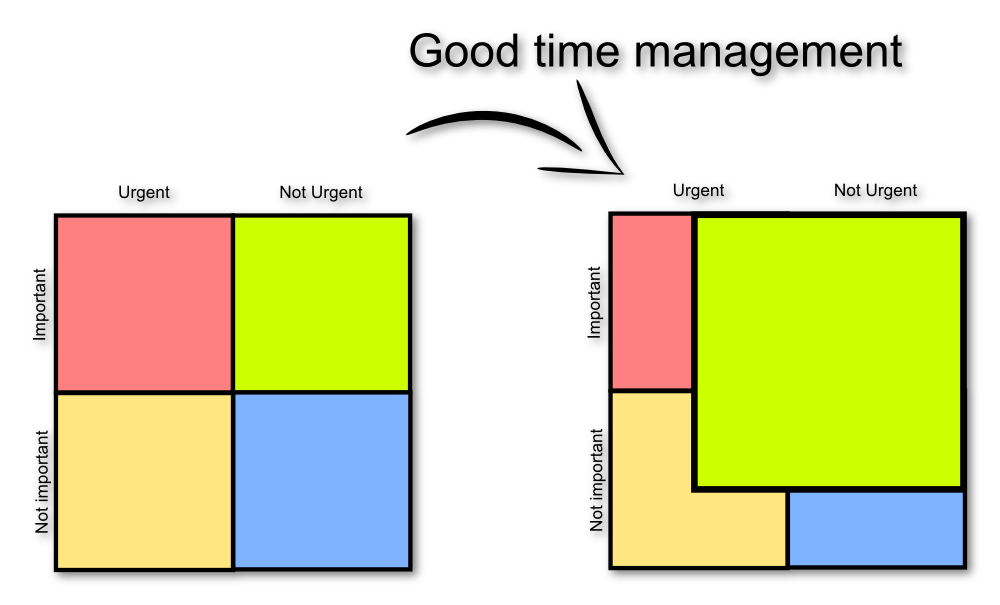 Good time management
Urgent
Not Urgent
Important
Not important
Urgent
Not Urgent
Important
Not important